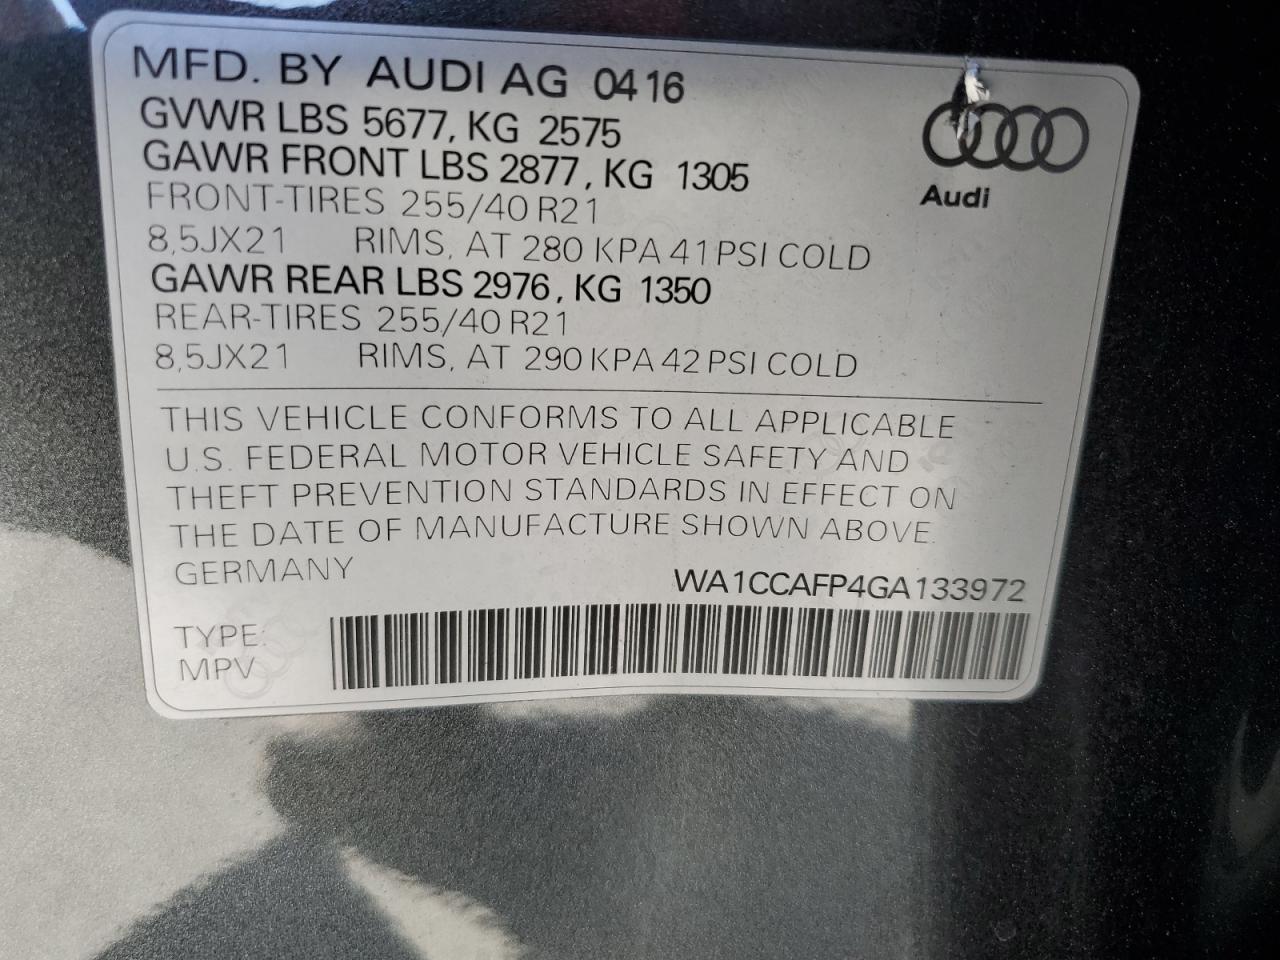 MFD. BY AUDI AG 04 16
GVWR LBS 5677, KG 2575
GAWR FRONT LBS 2877, KG 1305
FRONT-TIRES 255/40 R21
8,5JX21 RIMS, AT 280 KPA 41 PSI COLD
GAWR REAR LBS 2976, KG 1350
REAR-TIRES 255/40 R21
8,5JX21 RIMS, AT 290 KPA 42 PSI COLD
Audi
THIS VEHICLE CONFORMS TO ALL APPLICABLE
U.S. FEDERAL MOTOR VEHICLE SAFETY AND
THEFT PREVENTION STANDARDS IN EFFECT ON
THE DATE OF MANUFACTURE SHOWN ABOVE.
GERMANY
WA1CCAFP4GA133972
TYPE:
MPV